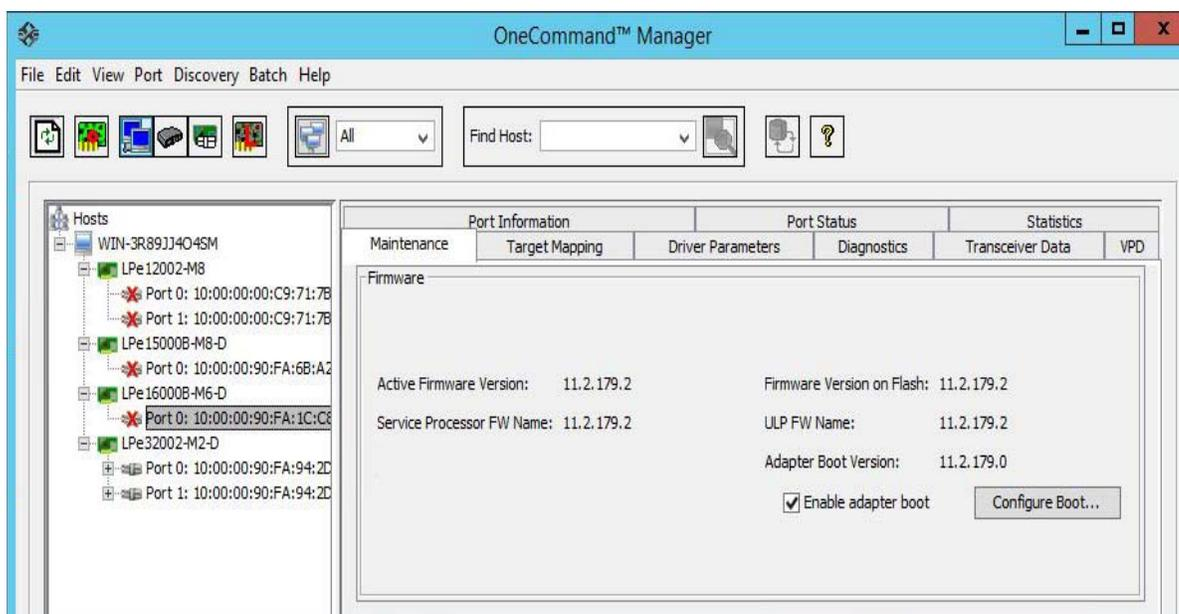 OneCommand™ Manager
File Edit View Port Discovery Batch Help
All
Find Host:
Hosts
WIN-3R89JJ4O4SM
LPe12002-M8
Port 0: 10:00:00:00:C9:71:7B
Port 1: 10:00:00:00:C9:71:7B
LPe15000B-M8-D
Port 0: 10:00:00:90:FA:6B:A2
LPe16000B-M6-D
Port 0: 10:00:00:90:FA:1C:C8
LPe32002-M2-D
Port 0: 10:00:00:90:FA:94:2D
Port 1: 10:00:00:90:FA:94:2D
Port Information Port Status Statistics
Maintenance Target Mapping Driver Parameters Diagnostics Transceiver Data VPD
Firmware
Active Firmware Version: 11.2.179.2 Firmware Version on Flash: 11.2.179.2
Service Processor FW Name: 11.2.179.2 ULP FW Name: 11.2.179.2
Adapter Boot Version: 11.2.179.0
Enable adapter boot Configure Boot...